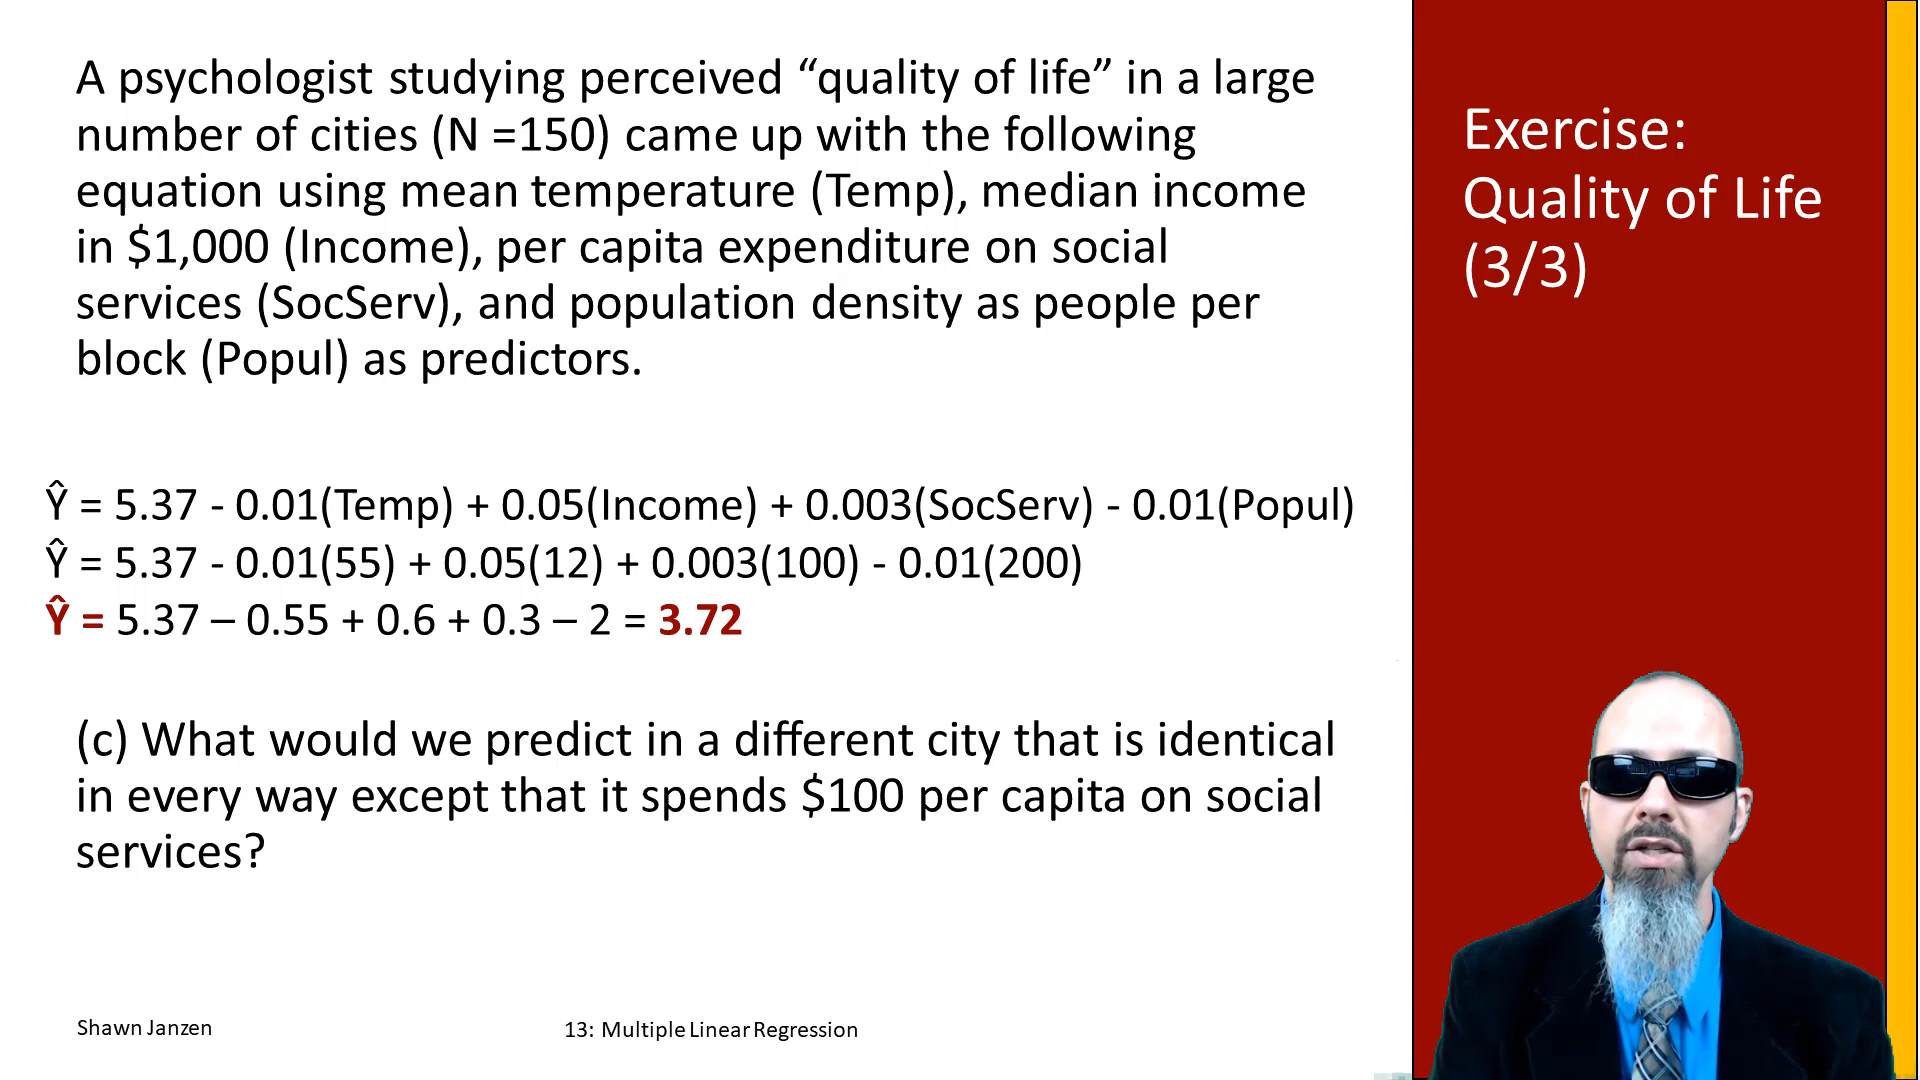 A psychologist studying perceived “quality of life” in a large
number of cities (N =150) came up with the following
equation using mean temperature (Temp), median income
in $1,000 (Income), per capita expenditure on social
services (SocServ), and population density as people per
block (Popul) as predictors.
Ŷ = 5.37 - 0.01(Temp) + 0.05(Income) + 0.003(SocServ) - 0.01(Popul)
Ŷ = 5.37 - 0.01(55) + 0.05(12) + 0.003(100) - 0.01(200)
Ŷ = 5.37 – 0.55 + 0.6 + 0.3 – 2 = 3.72
(c) What would we predict in a different city that is identical
in every way except that it spends $100 per capita on social
services?
Exercise:
Quality of Life
(3/3)
Shawn Janzen
13: Multiple Linear Regression